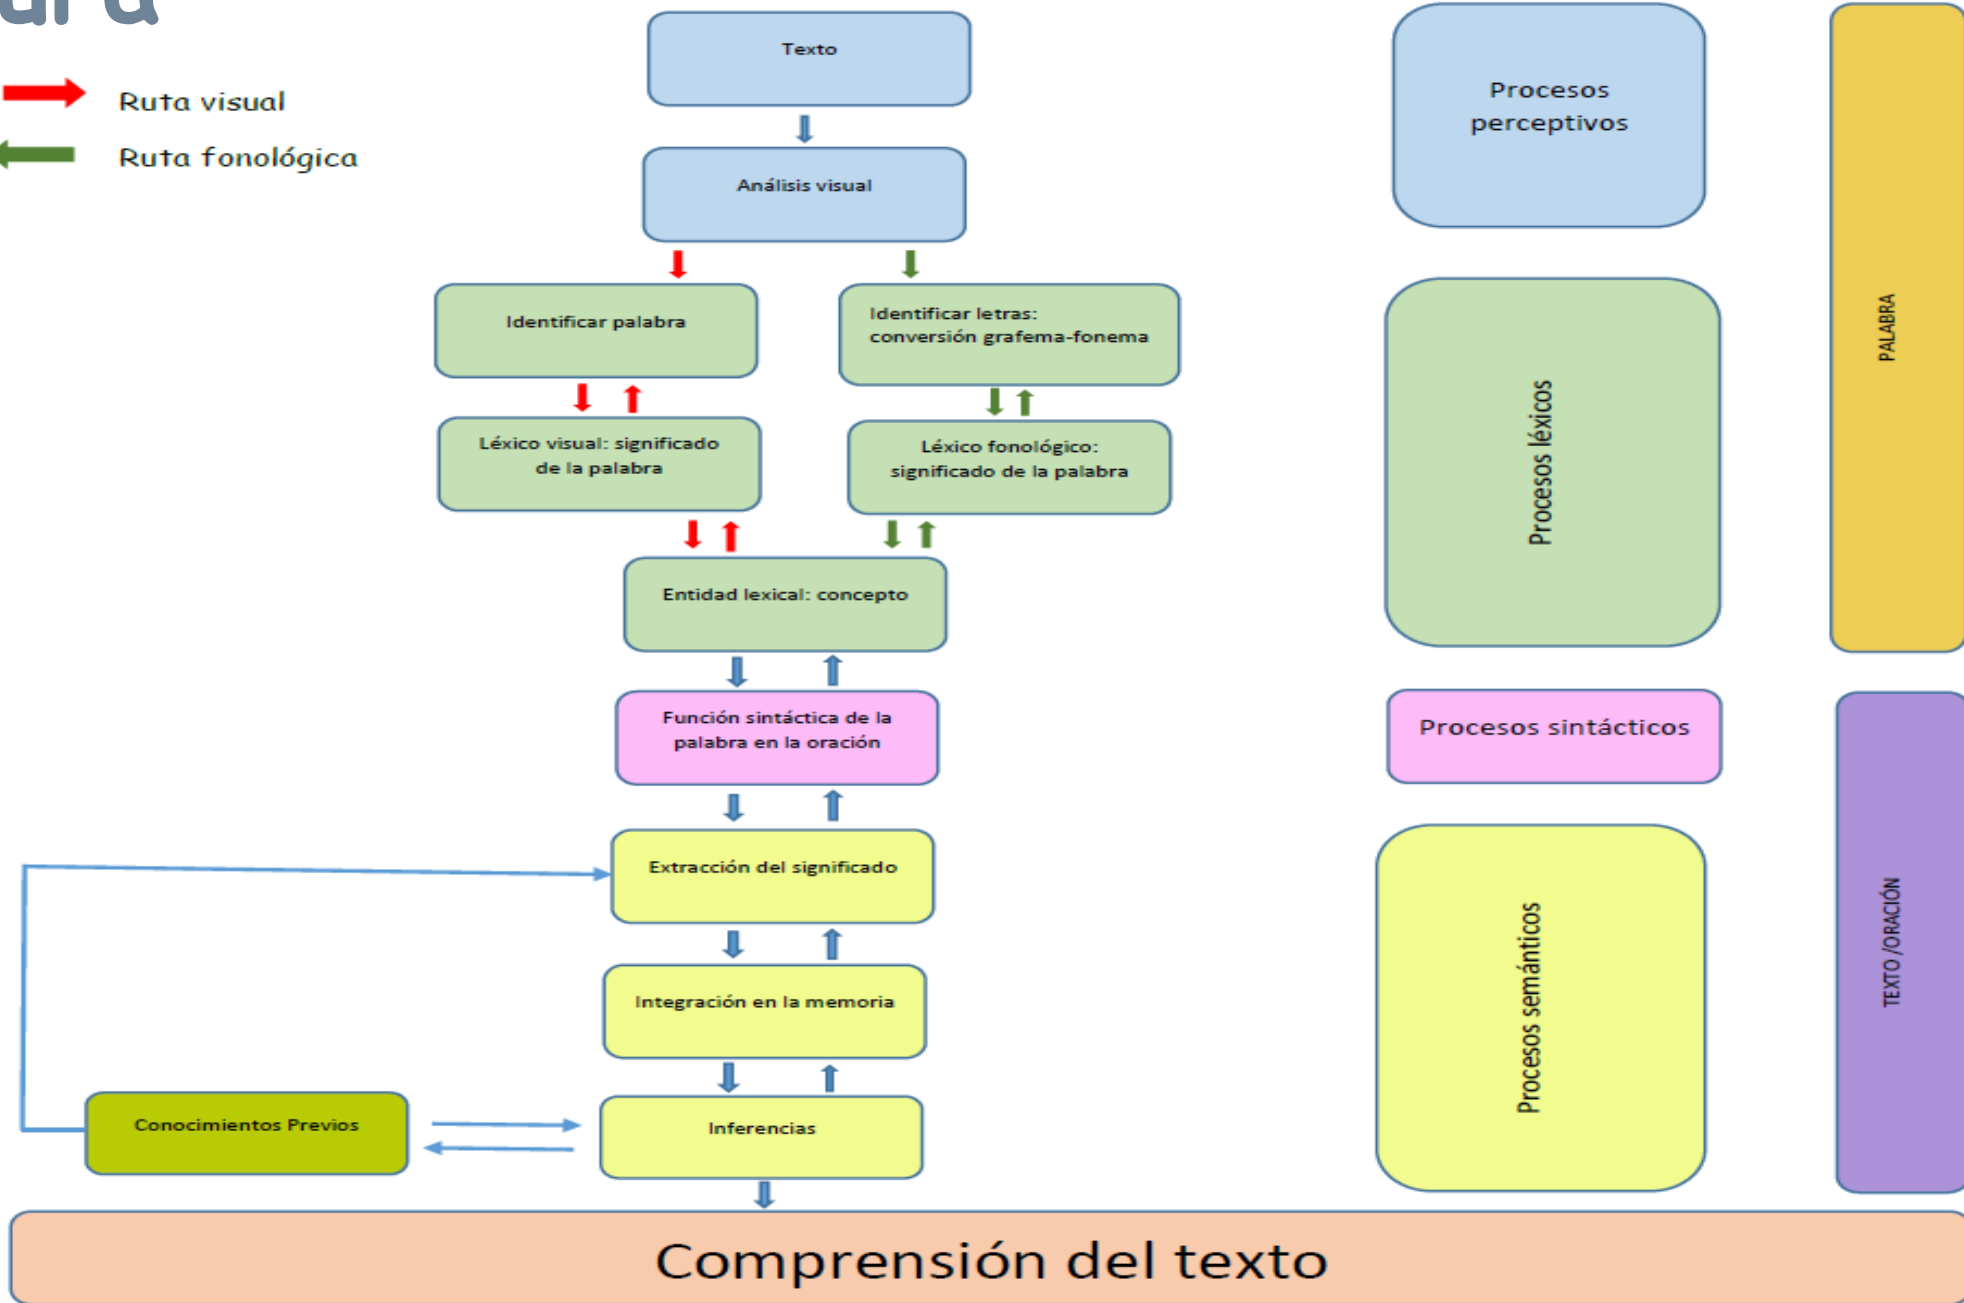 Ruta visual
Ruta fonológica
Texto
Análisis visual
Identificar palabra
Identificar letras:
conversión grafema-fonema
Léxico visual: significado
de la palabra
Léxico fonológico:
significado de la palabra
Entidad lexical: concepto
Función sintáctica de la
palabra en la oración
Extracción del significado
Integración en la memoria
Conocimientos Previos
Inferencias
Comprensión del texto
Procesos
perceptivos
Procesos léxicos
Procesos sintácticos
Procesos semánticos
PALABRA
TEXTO /ORACIÓN